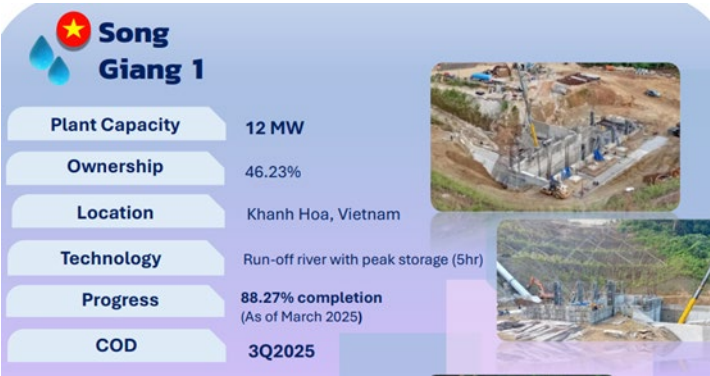 Song
Giang 1
Plant Capacity 12 MW
Ownership 46.23%
Location Khanh Hoa, Vietnam
Technology Run-off river with peak storage (5hr)
Progress 88.27% completion
(As of March 2025)
COD 3Q2025